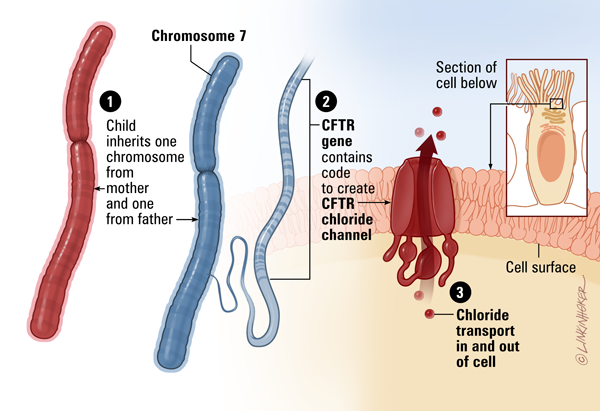 Chromosome 7
1
Child
inherits one
chromosome
from
mother
and one
from father
2
CFTR
gene
contains
code
to create
CFTR
chloride
channel
Section of
cell below
Cell surface
3
Chloride
transport
in and out
of cell
©LINKINHOKER